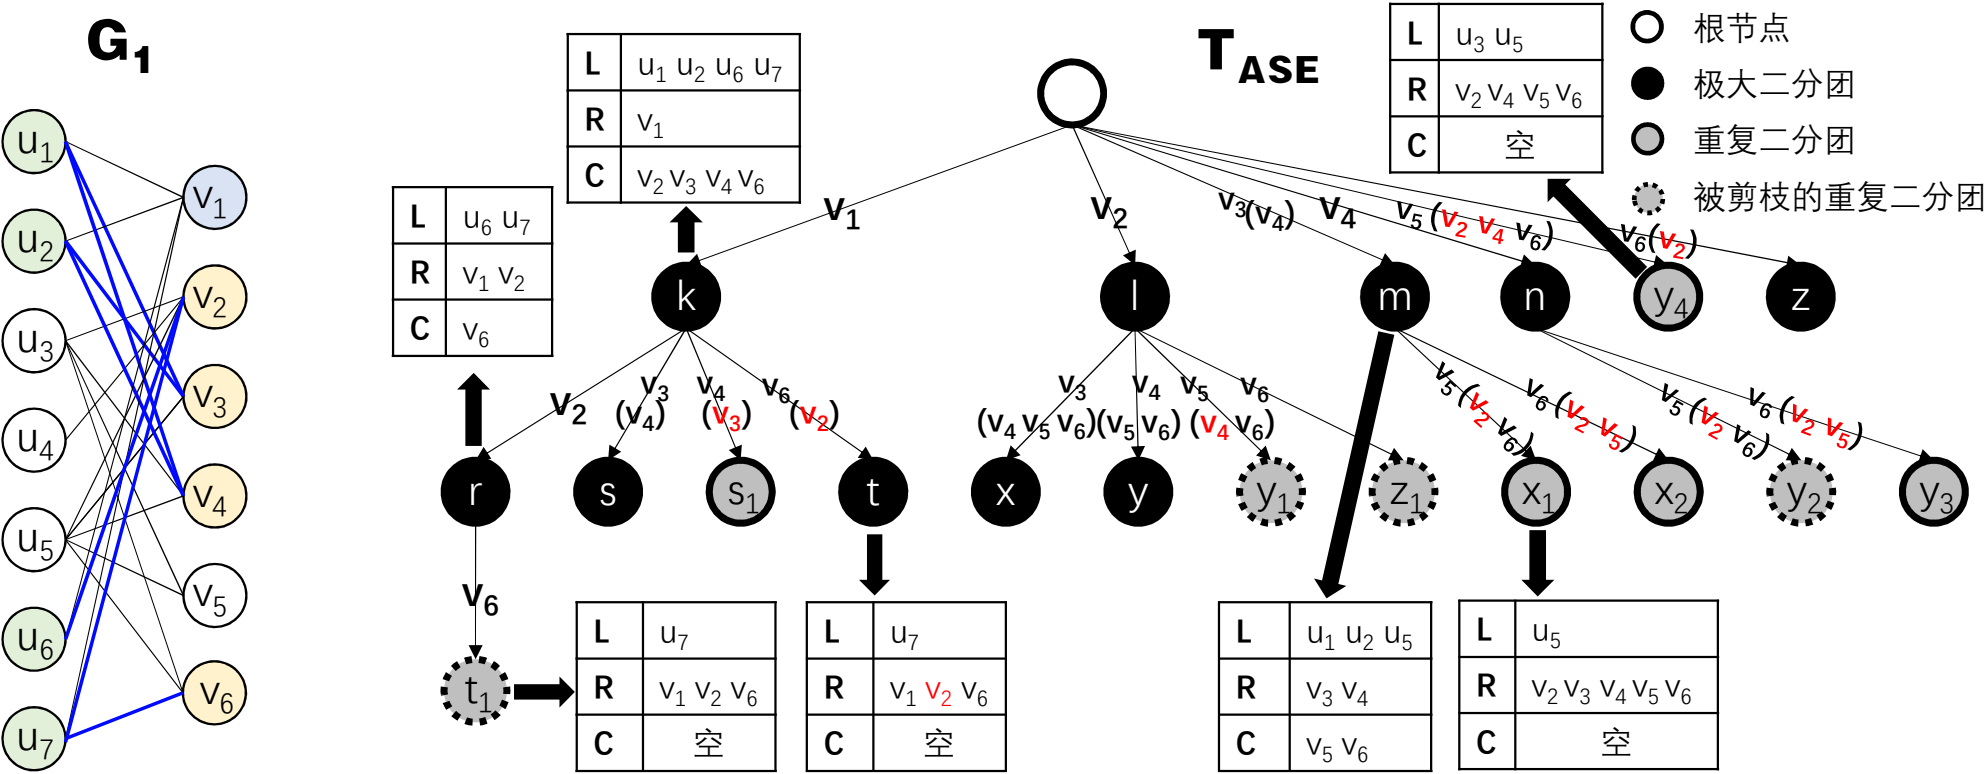 G1
u1
u2
u3
u4
u5
u6
u7
v1
v2
v3
v4
v5
v6
TASE
根节点
极大二分团
重复二分团
被剪枝的重复二分团
L u1 u2 u6 u7
R v1
C v2 v3 v4 v6
L u3 u5
R v2 v4 v5 v6
C 空
L u6 u7
R v1 v2
C v6
v1
v2
v3(v4)
v4
v5 (v2 v4 v6)
v6(v2)
k
l
m
n
y4
z
v2
v3
(v4)
v4
(v3)
v6(v2)
v3
(v4 v5 v6)
v4
(v5 v6)
v5
(v4 v6)
v6
v5 (v2 v6)
v6 (v2 v5)
v5 (v2 v6)
v6 (v2 v5)
r
s
s1
t
x
y
y1
z1
x1
x2
y2
y3
v6
t1
L u7
R v1 v2 v6
C 空
L u7
R v1 v2 v6
C 空
L u1 u2 u5
R v3 v4
C v5 v6
L u5
R v2 v3 v4 v5 v6
C 空